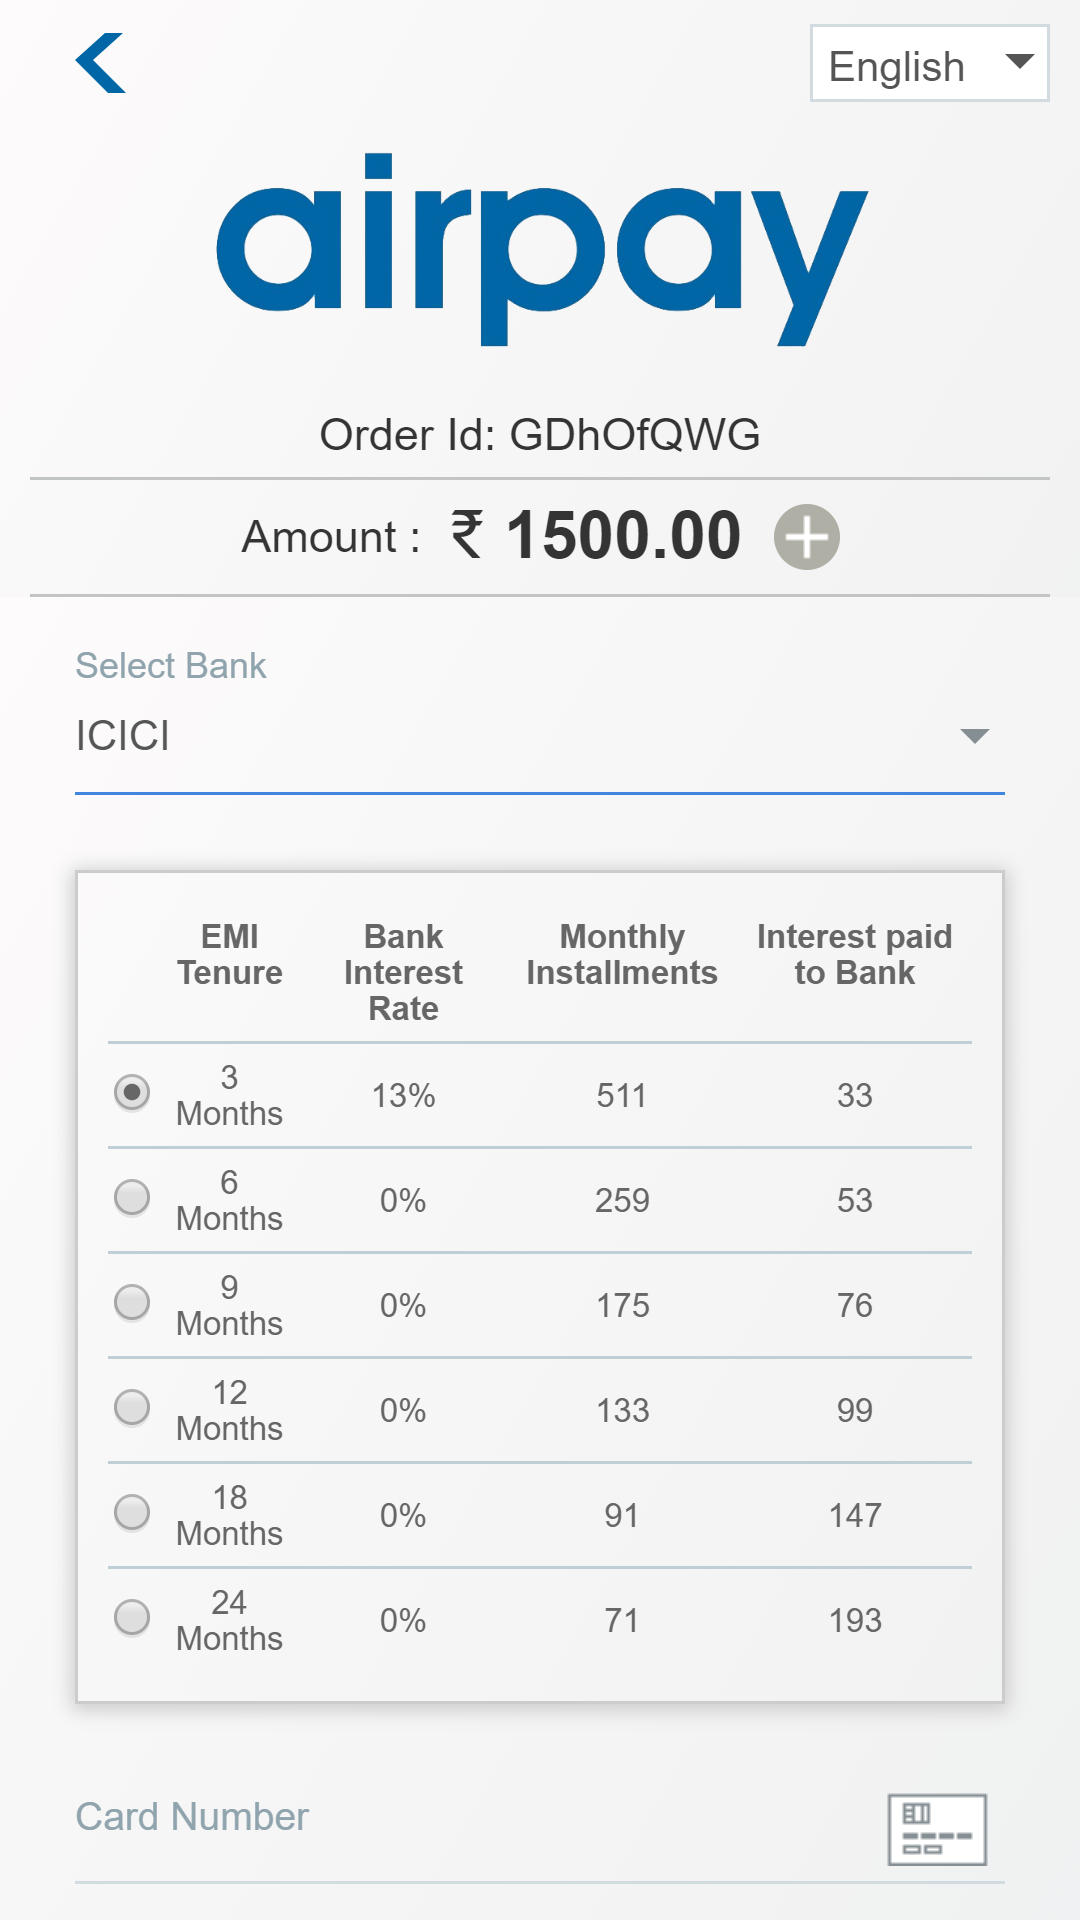 English
airpay
Order Id: GDhOfQWG
Amount : ₹ 1500.00
Select Bank
ICICI
EMI Tenure Bank Interest Rate Monthly Installments Interest paid to Bank
3 Months 13% 511 33
6 Months 0% 259 53
9 Months 0% 175 76
12 Months 0% 133 99
18 Months 0% 91 147
24 Months 0% 71 193
Card Number